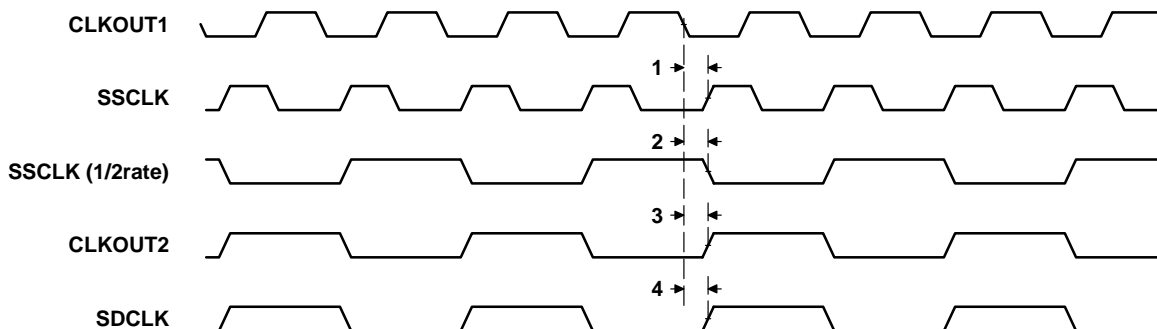 CLKOUT1
1
SSCLK
2
SSCLK (1/2rate)
3
CLKOUT2
4
SDCLK